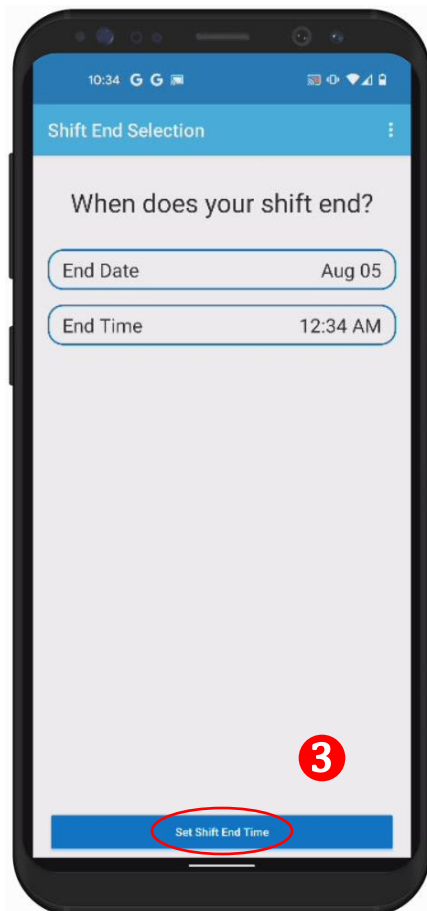 10:34 G G
Shift End Selection
When does your shift end?
End Date Aug 05
End Time 12:34 AM
3
Set Shift End Time